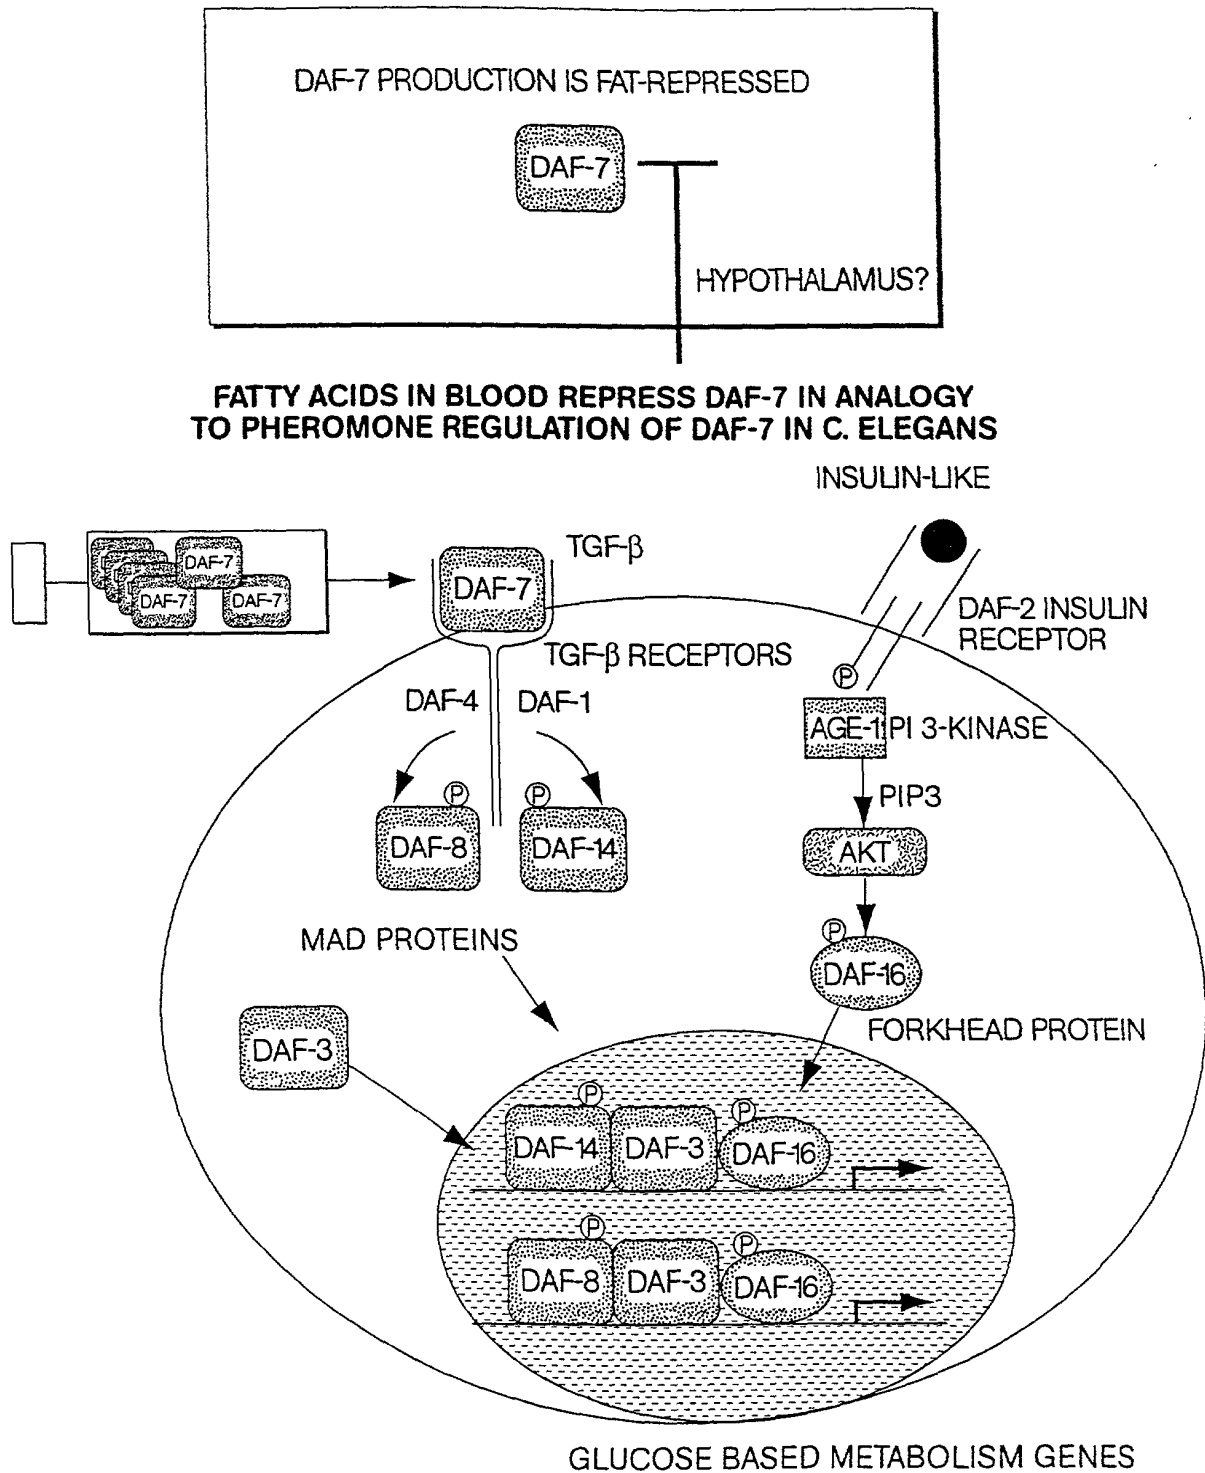 DAF-7 PRODUCTION IS FAT-REPRESSED
DAF-7
HYPOTHALAMUS?
FATTY ACIDS IN BLOOD REPRESS DAF-7 IN ANALOGY
TO PHEROMONE REGULATION OF DAF-7 IN C. ELEGANS
INSULIN-LIKE
DAF-7
DAF-7
DAF-7
DAF-7
TGF-β
DAF-2 INSULIN
RECEPTOR
TGF-β RECEPTORS
DAF-4
DAF-1
P
AGE-1
PI 3-KINASE
PIP3
P
P
DAF-8
DAF-14
AKT
MAD PROTEINS
P
DAF-16
FORKHEAD PROTEIN
DAF-3
P
P
DAF-14
DAF-3
DAF-16
P
P
DAF-8
DAF-3
DAF-16
GLUCOSE BASED METABOLISM GENES